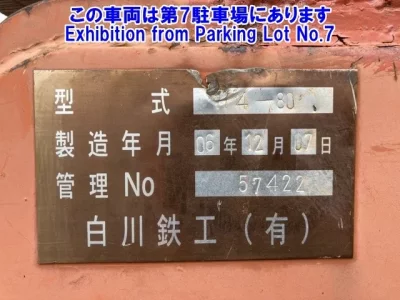 この車両は第7駐車場にあります
Exhibition from Parking Lot No.7
型式 4 80
製造年月 06年12月07日
管理No 57422
白川鉄工(有)